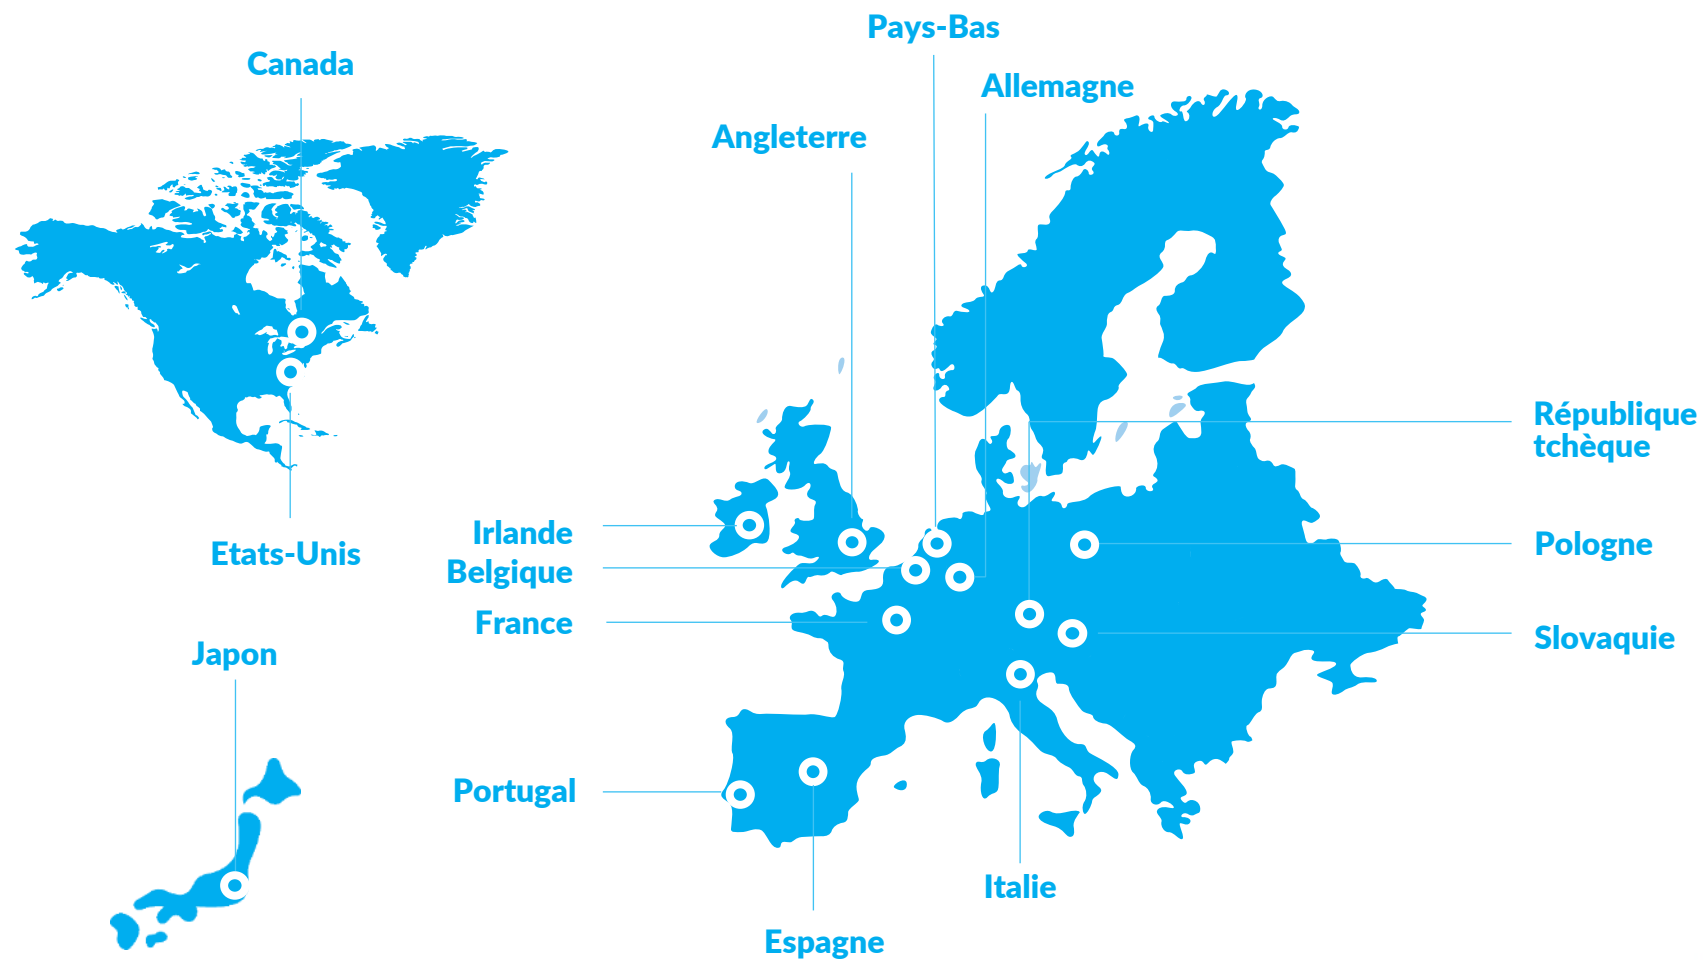 Pays-Bas
Canada
Allemagne
Angleterre
République
tchèque
Irlande
Pologne
Etats-Unis
Belgique
France
Slovaquie
Japon
Portugal
Italie
Espagne